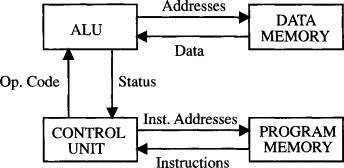 Addresses
ALU
DATA
MEMORY
Data
Op. Code
Status
Inst. Addresses
CONTROL
UNIT
PROGRAM
MEMORY
Instructions